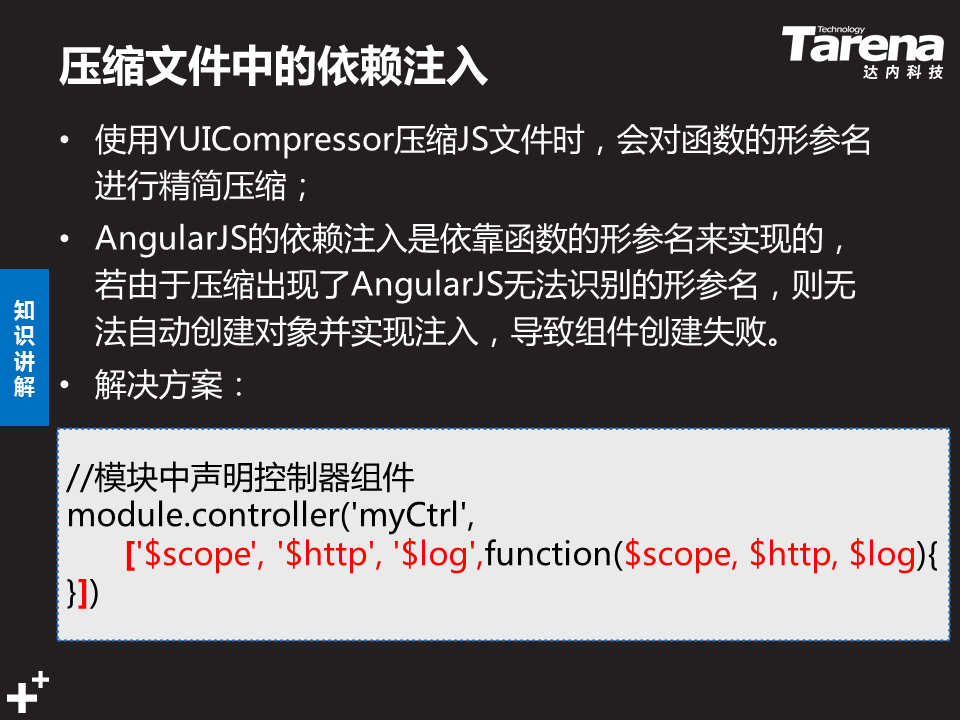 压缩文件中的依赖注入
Technology
Tarena
达内科技
• 使用YUICompressor压缩JS文件时，会对函数的形参名
进行精简压缩；
• AngularJS的依赖注入是依靠函数的形参名来实现的，
若由于压缩出现了AngularJS无法识别的形参名，则无
法自动创建对象并实现注入，导致组件创建失败。
• 解决方案：
知识讲解
//模块中声明控制器组件
module.controller('myCtrl',
['$scope', '$http', '$log',function($scope, $http, $log){
}])